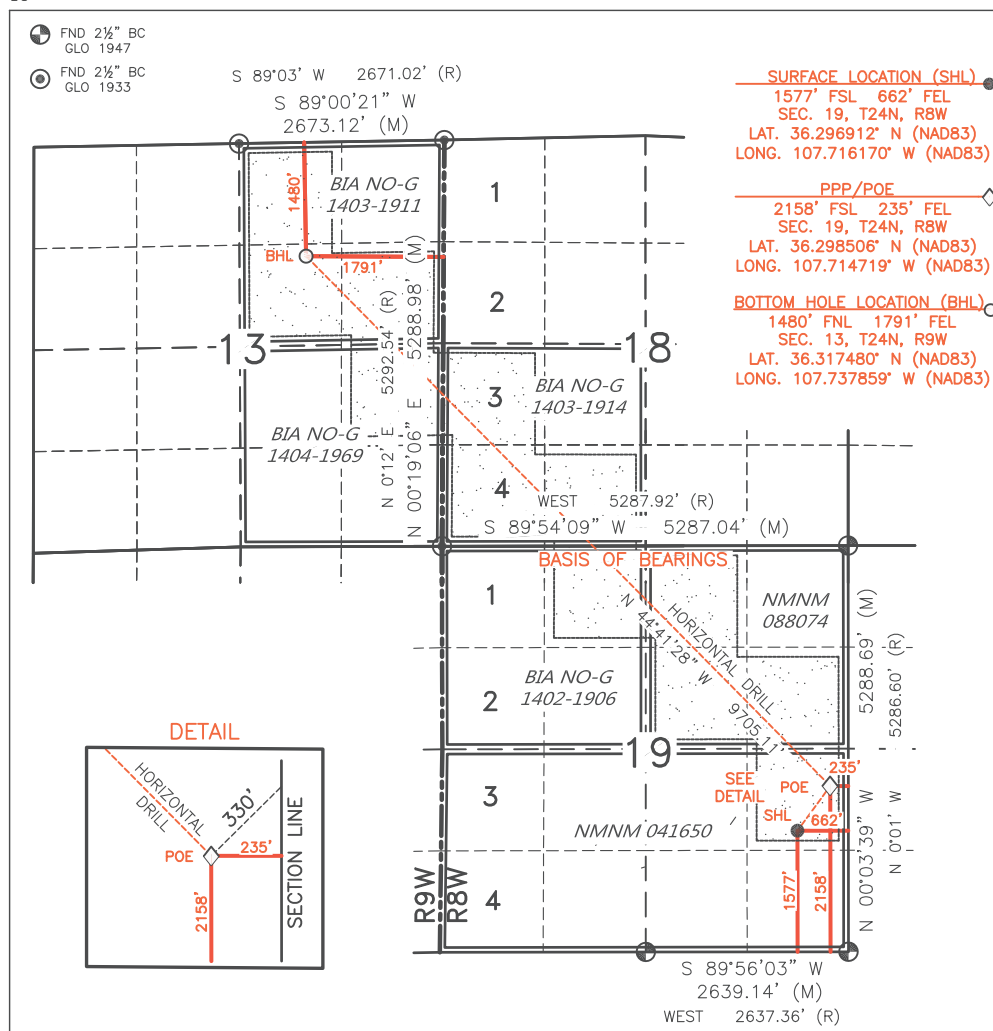 FND 2½" BC
GLO 1947
FND 2½" BC
GLO 1933
S 89°03' W 2671.02' (R)
S 89°00'21" W
2673.12' (M)
SURFACE LOCATION (SHL)
1577' FSL 662' FEL
SEC. 19, T24N, R8W
LAT. 36.296912° N (NAD83)
LONG. 107.716170° W (NAD83)
PPP/POE
2158' FSL 235' FEL
SEC. 19, T24N, R8W
LAT. 36.298506° N (NAD83)
LONG. 107.714719° W (NAD83)
BOTTOM HOLE LOCATION (BHL)
1480' FNL 1791' FEL
SEC. 13, T24N, R9W
LAT. 36.317480° N (NAD83)
LONG. 107.737859° W (NAD83)
BIA NO-G
1403-1911
1480'
BHL
1791'
1
2
13
18
N 0°12' E 5292.54' (R)
N 00°19'06" E 5288.98' (M)
3
BIA NO-G
1403-1914
BIA NO-G
1404-1969
4
WEST 5287.92' (R)
S 89°54'09" W 5287.04' (M)
BASIS OF BEARINGS
1
NMNM
088074
HORIZONTAL DRILL
N 44°41'28" W 9705.11'
BIA NO-G
1402-1906
2
N 00°03'39" W 5288.69' (M)
N 0°01' W 5286.60' (R)
19
3
SEE
DETAIL
POE
235'
SHL
662'
NMNM 041650
1577'
2158'
4
R9W
R8W
S 89°56'03" W
2639.14' (M)
WEST 2637.36' (R)
DETAIL
HORIZONTAL
DRILL
330'
POE
235'
2158'
SECTION LINE